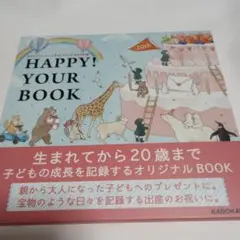 HAPPY!
YOUR
BOOK
生まれてから20歳まで
子どもの成長を記録するオリジナルBOOK
親から大人になった子どもへのプレゼントに。
宝物のような日々を記録する出産のお祝いに。
KADOKAWA